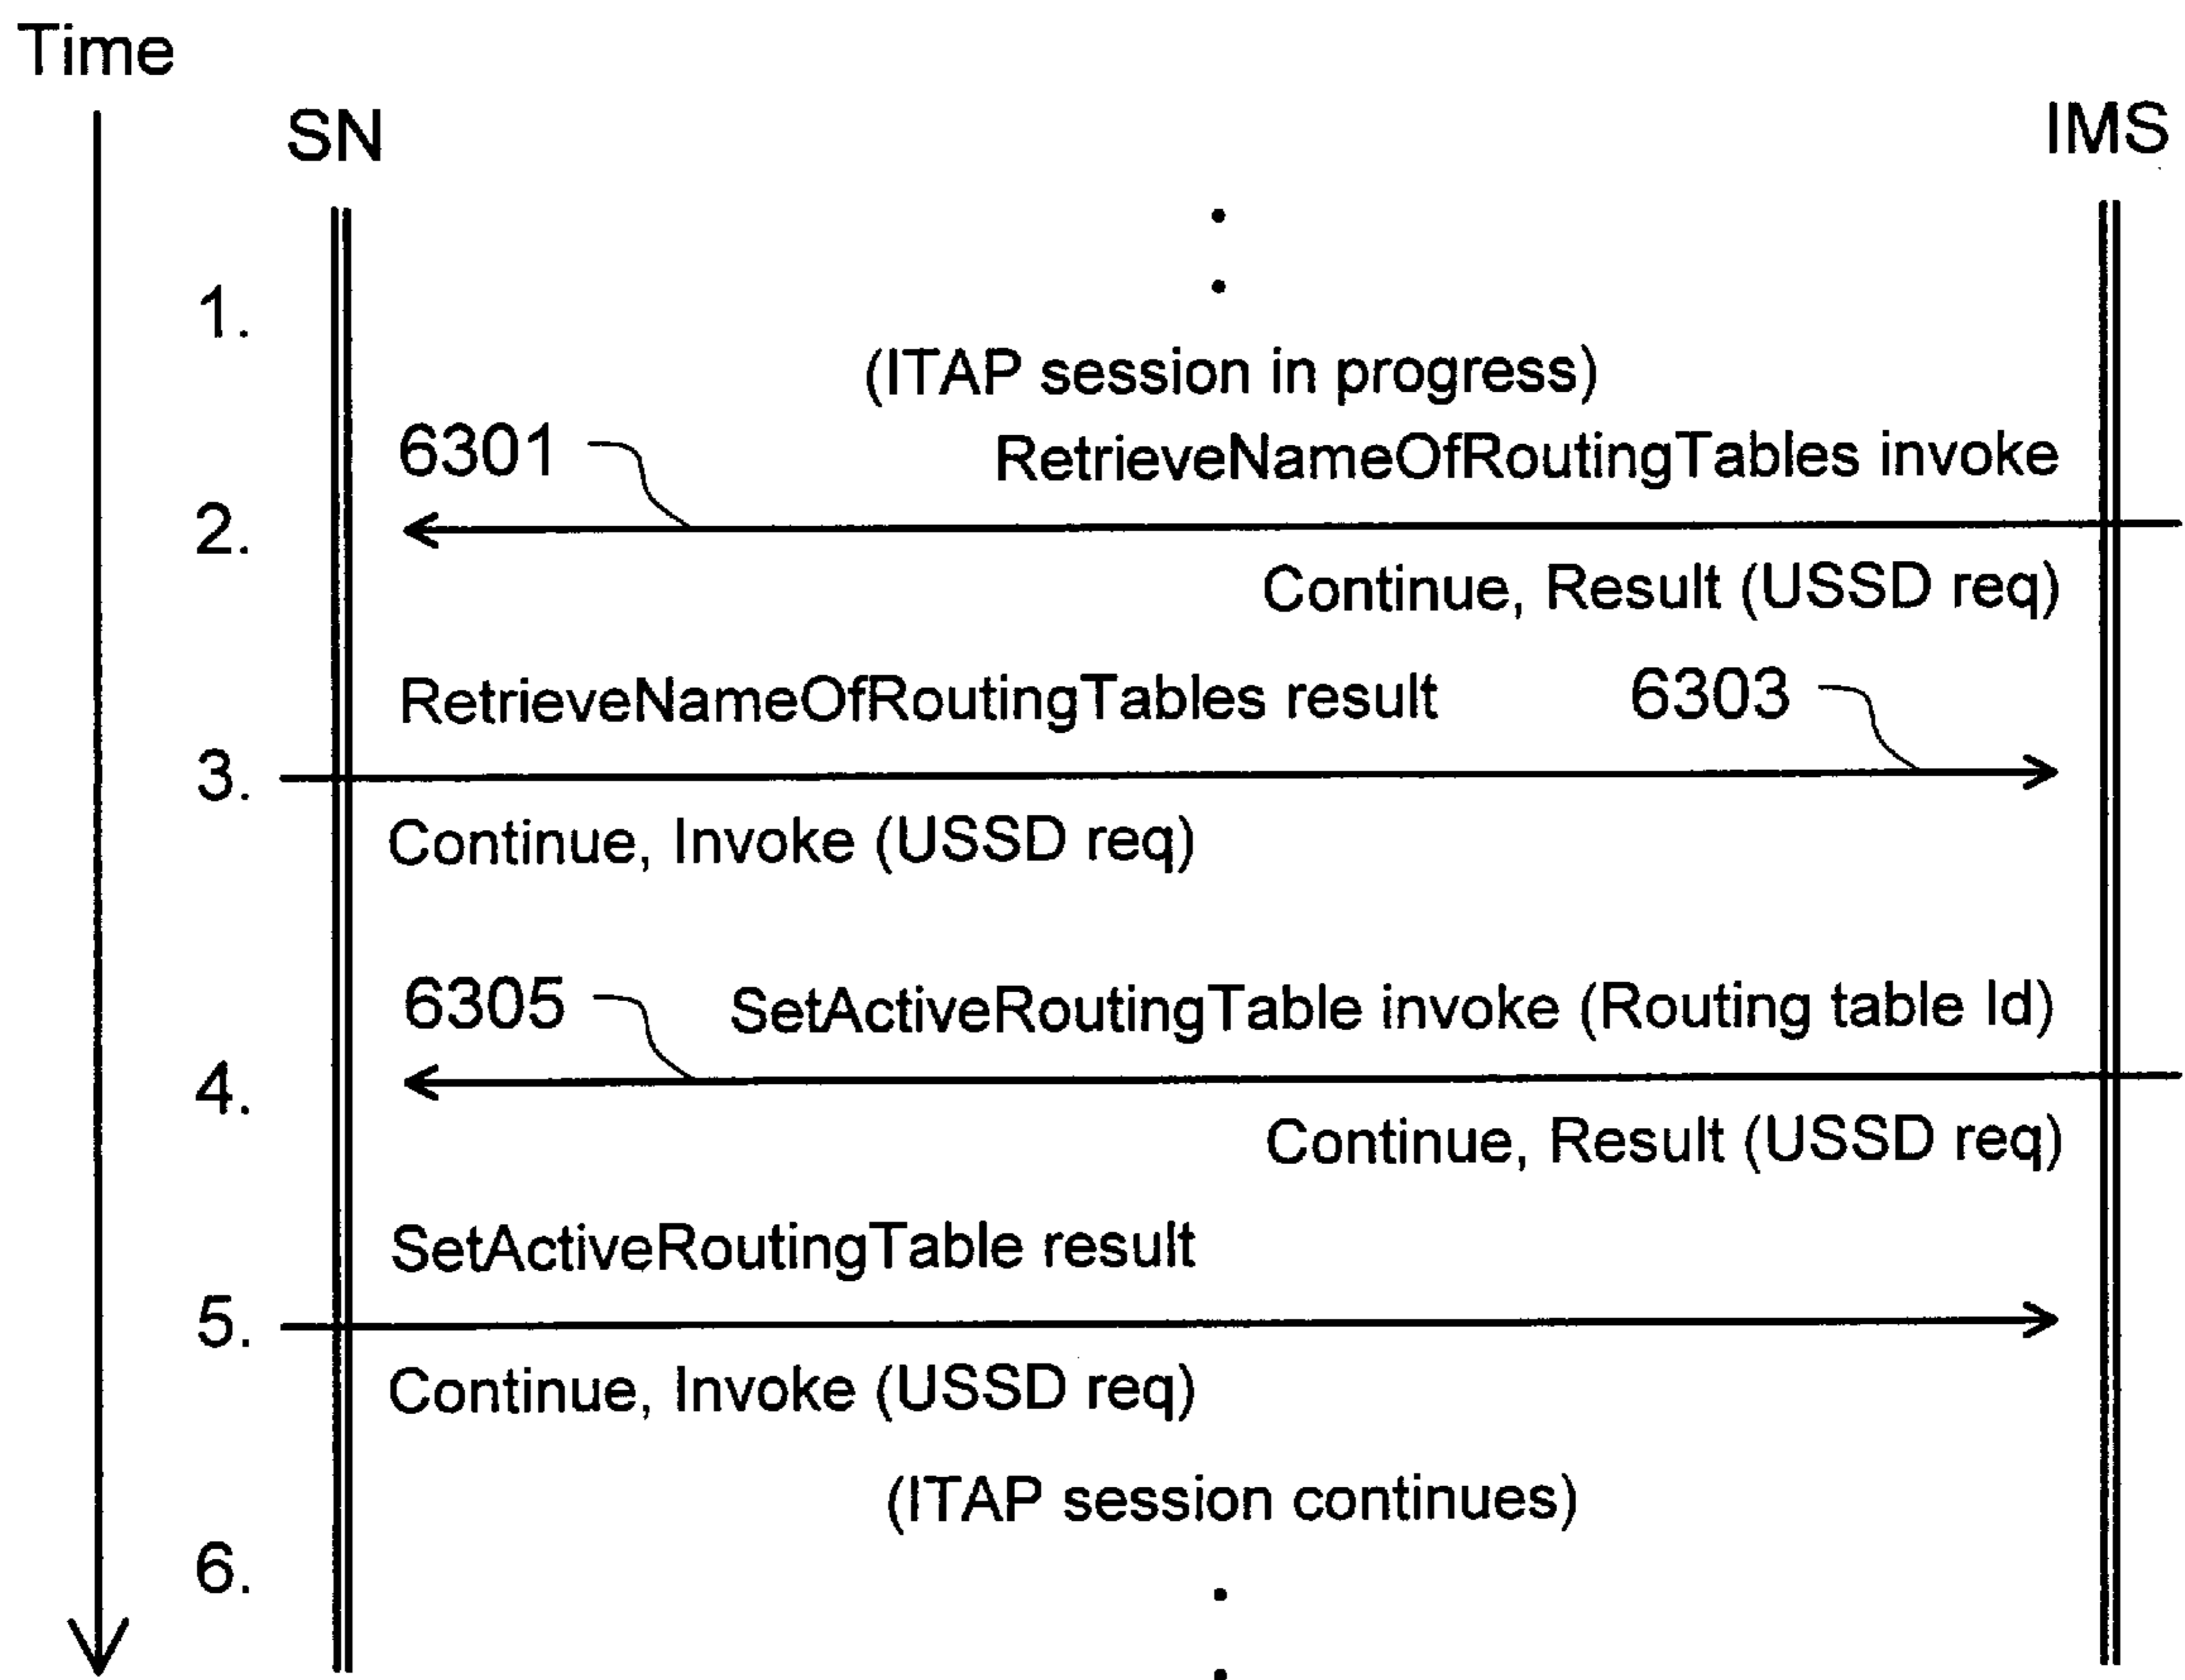 Time
SN
IMS
1.
(ITAP session in progress)
6301
RetrieveNameOfRoutingTables invoke
2.
Continue, Result (USSD req)
RetrieveNameOfRoutingTables result
6303
3.
Continue, Invoke (USSD req)
6305
SetActiveRoutingTable invoke (Routing table Id)
4.
Continue, Result (USSD req)
SetActiveRoutingTable result
5.
Continue, Invoke (USSD req)
(ITAP session continues)
6.